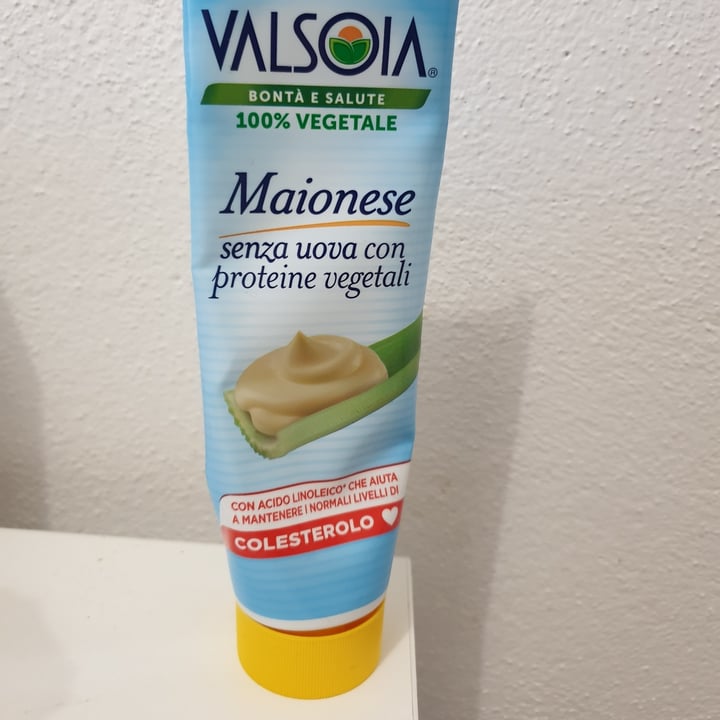 VALSOIA®
BONTÀ E SALUTE
100% VEGETALE
Maionese
senza uova con
proteine vegetali
CON ACIDO LINOLEICO* CHE AIUTA
A MANTENERE I NORMALI LIVELLI DI
COLESTEROLO